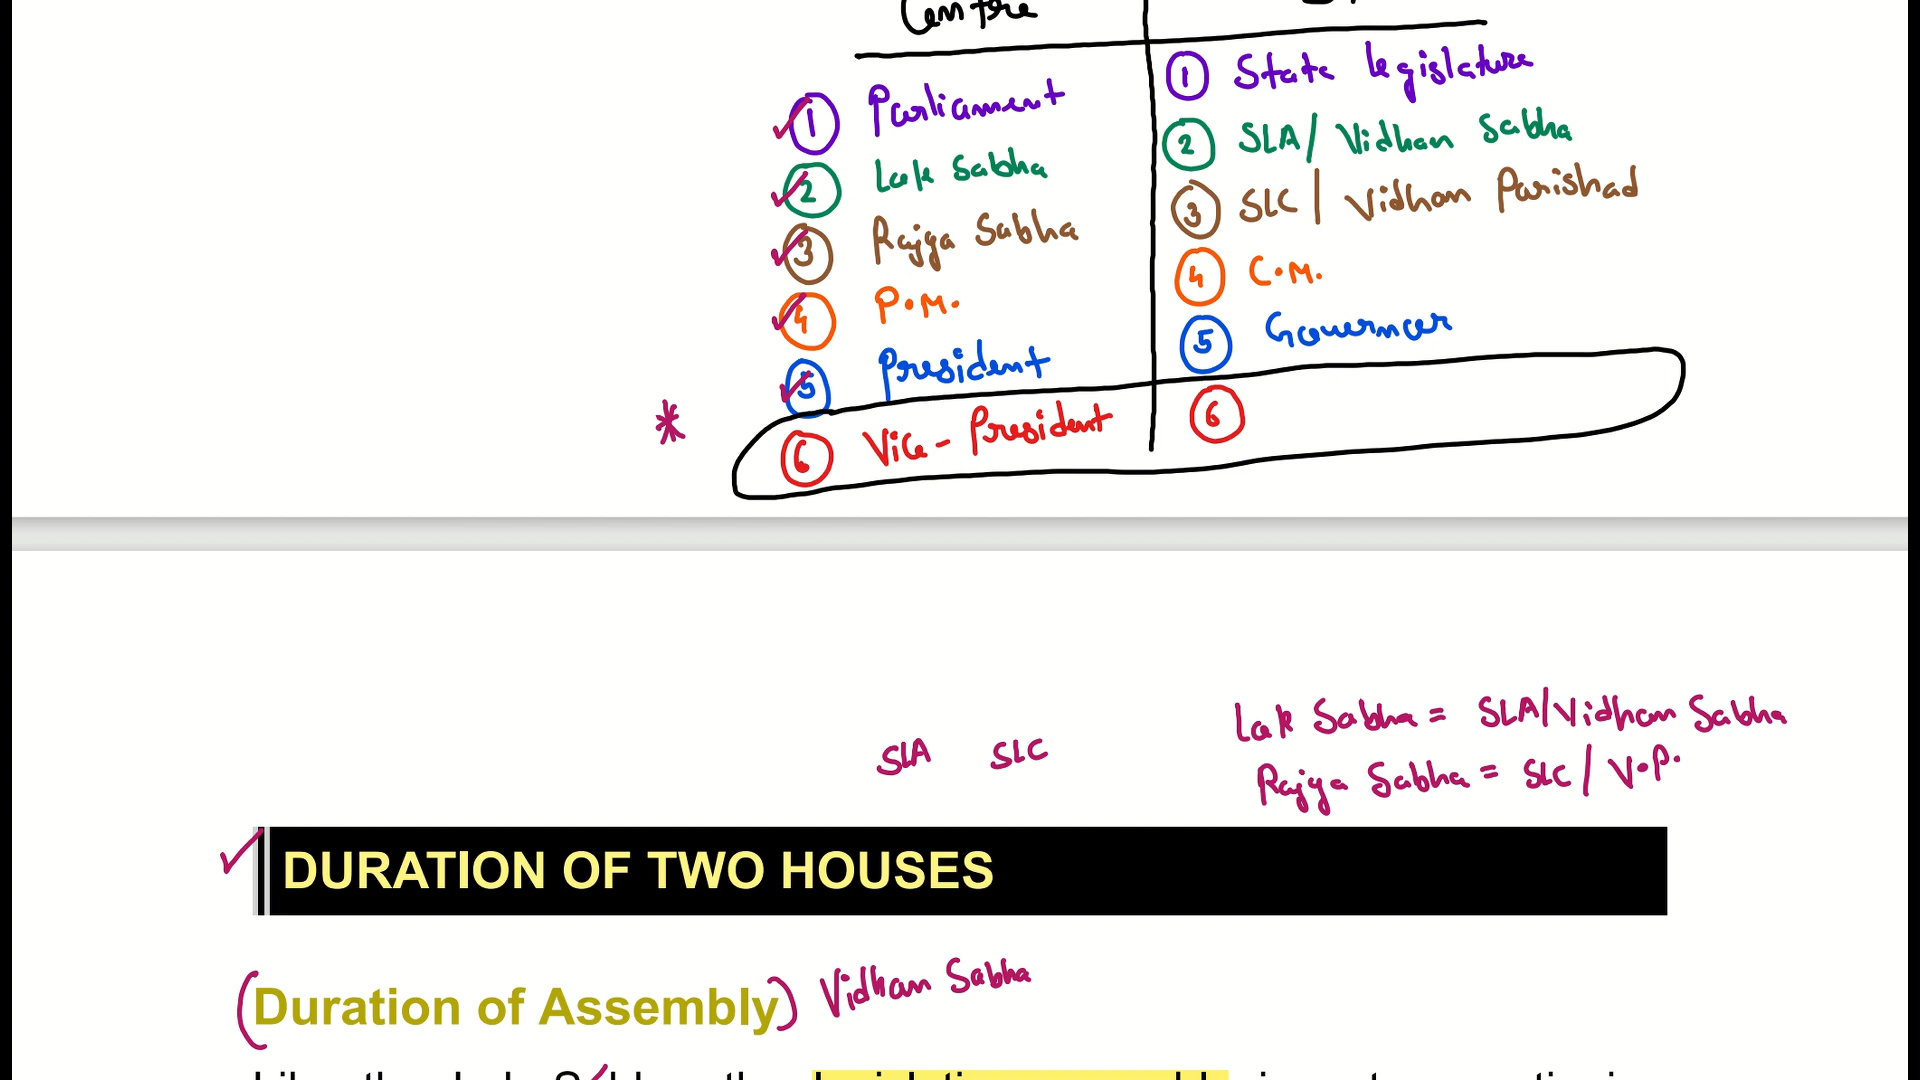 Centre
① Parliament ① State legislature
② Lok Sabha ② SLA / Vidhan Sabha
③ Rajya Sabha ③ SLC | Vidhan Parishad
④ P.M. ④ C.M.
⑤ President ⑤ Governor
* ⑥ Vice-President ⑥
Lok Sabha = SLA/Vidhan Sabha
SLA SLC
Rajya Sabha = SLC / V.P.
DURATION OF TWO HOUSES
(Duration of Assembly) Vidhan Sabha